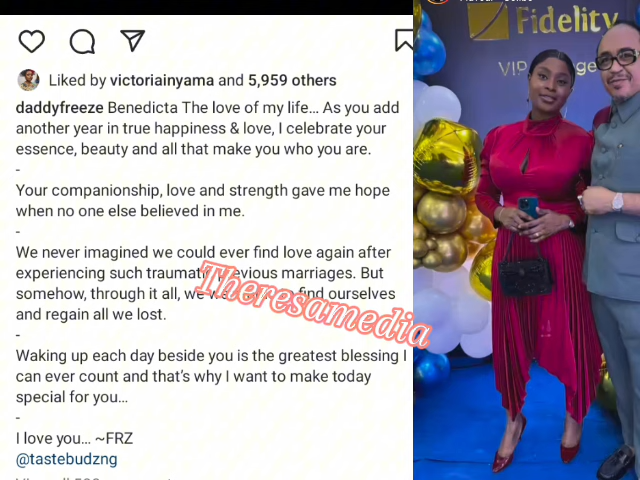 Liked by victoriainyama and 5,959 others
daddyfreeze Benedicta The love of my life... As you add
another year in true happiness & love, I celebrate your
essence, beauty and all that make you who you are.
-
Your companionship, love and strength gave me hope
when no one else believed in me.
-
We never imagined we could ever find love again after
experiencing such traumatic previous marriages. But
somehow, through it all, we find ourselves
and regain all we lost.
-
Waking up each day beside you is the greatest blessing I
can ever count and that's why I want to make today
special for you...
-
I love you... ~FRZ
@tastebudzng
Theresamedia
Fidelity
VIP